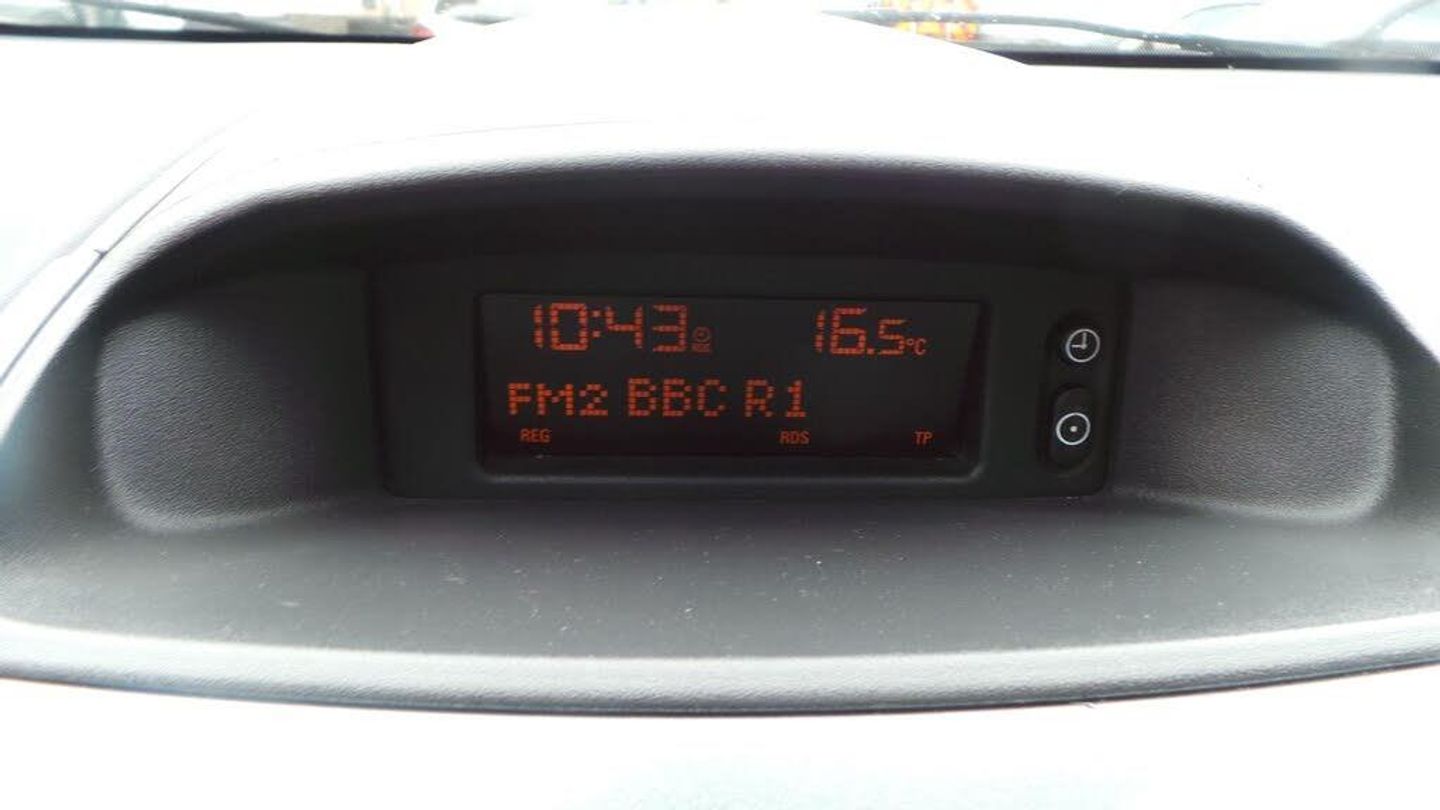 10:43 16.5°C
FM2 BBC R1
REG RDS TP